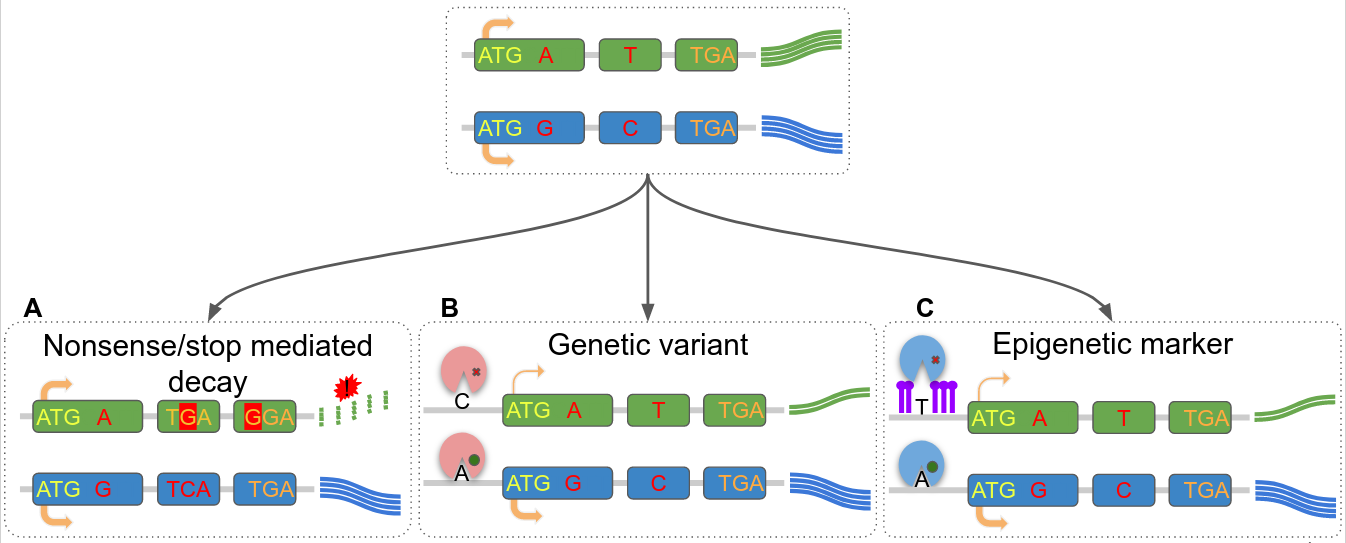 ATG A T TGA
ATG G C TGA
A
Nonsense/stop mediated
decay
!
ATG A TGA GGA
ATG G TCA TGA
B
Genetic variant
C
ATG A T TGA
A
ATG G C TGA
C
Epigenetic marker
T
ATG A T TGA
A
ATG G C TGA